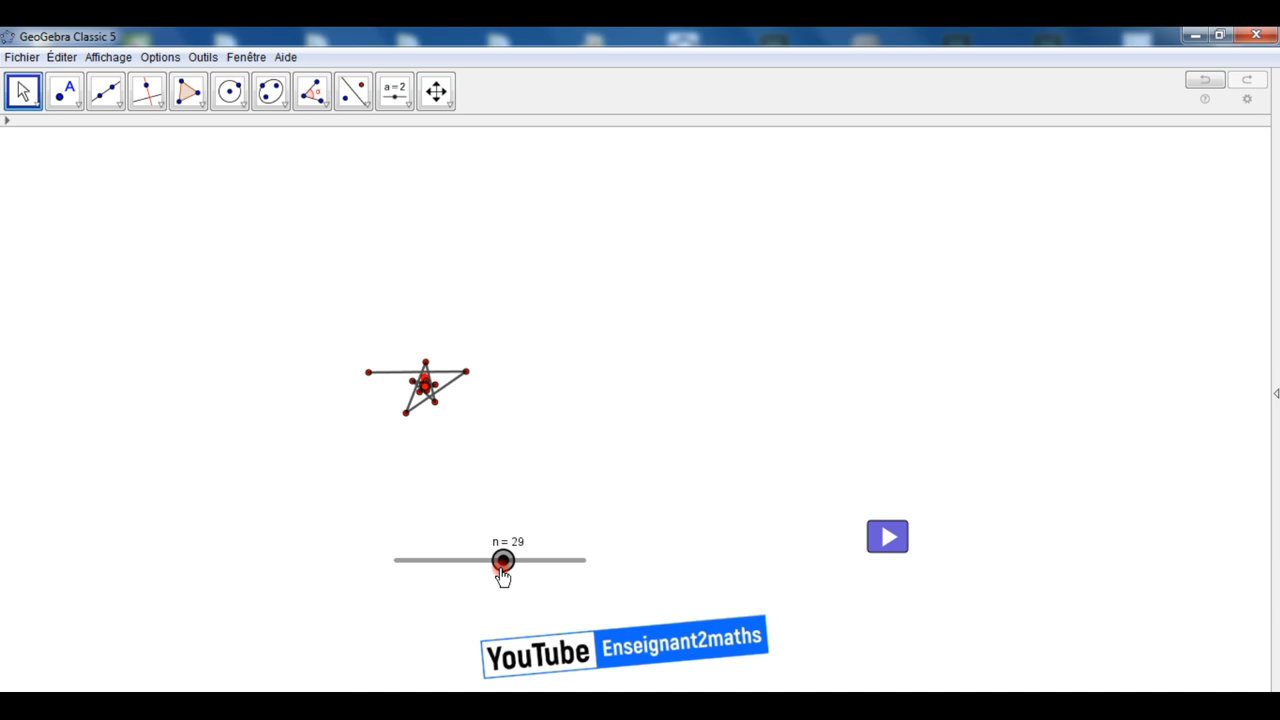 GeoGebra Classic 5
Fichier Éditer Affichage Options Outils Fenêtre Aide
A
α
a=2
n = 29
YouTube Enseignant2maths